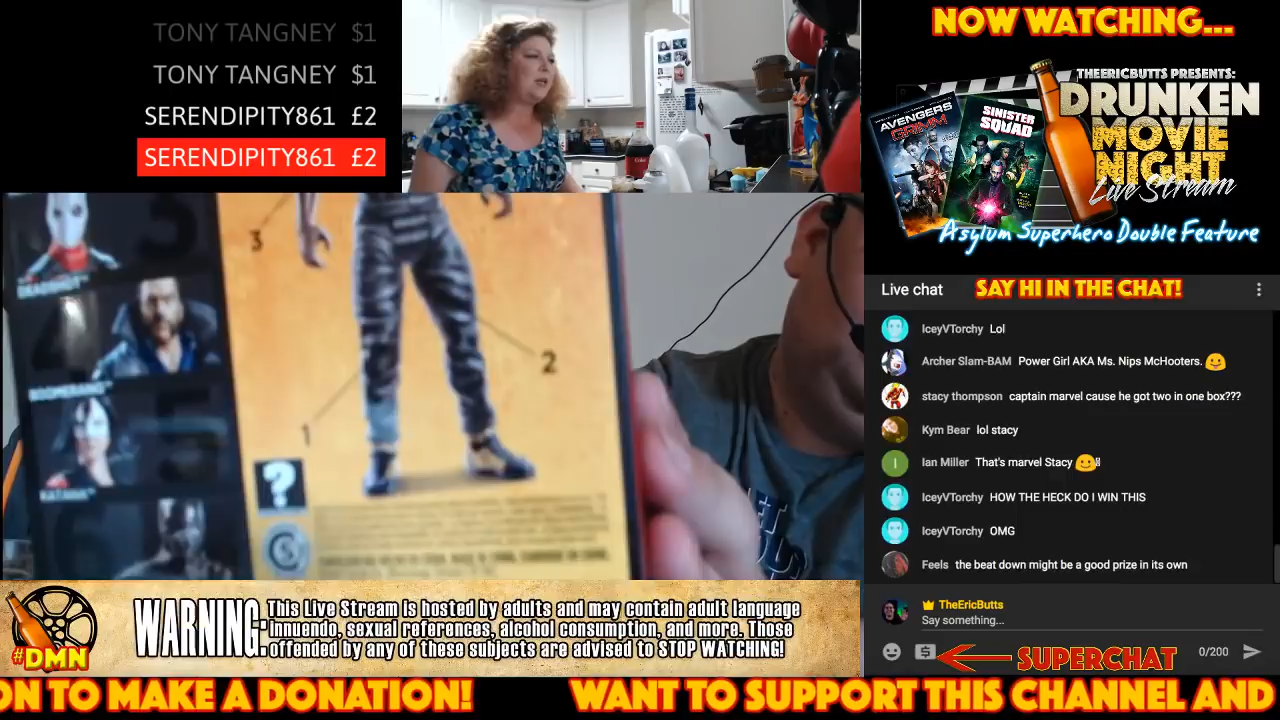 TONY TANGNEY $1
TONY TANGNEY $1
SERENDIPITY861 £2
SERENDIPITY861 £2
NOW WATCHING...
THEERICBUTTS PRESENTS:
DRUNKEN
MOVIE
NIGHT
Live Stream
AVENGERS
GRIMM
SINISTER
SQUAD
Asylum Superhero Double Feature
Live chat
SAY HI IN THE CHAT!
IceyVTorchy Lol
Archer Slam-BAM Power Girl AKA Ms. Nips McHooters.
stacy thompson captain marvel cause he got two in one box???
Kym Bear lol stacy
I
Ian Miller That's marvel Stacy
IceyVTorchy HOW THE HECK DO I WIN THIS
IceyVTorchy OMG
Feels the beat down might be a good prize in its own
TheEricButts
Say something...
SUPERCHAT
0/200
DEADSHOT
BOOMERANG
KATANA
3
2
1
?
Coke
#DMN
WARNING:
This Live Stream is hosted by adults and may contain adult language
innuendo, sexual references, alcohol consumption, and more. Those
offended by any of these subjects are advised to STOP WATCHING!
ON TO MAKE A DONATION! WANT TO SUPPORT THIS CHANNEL AND